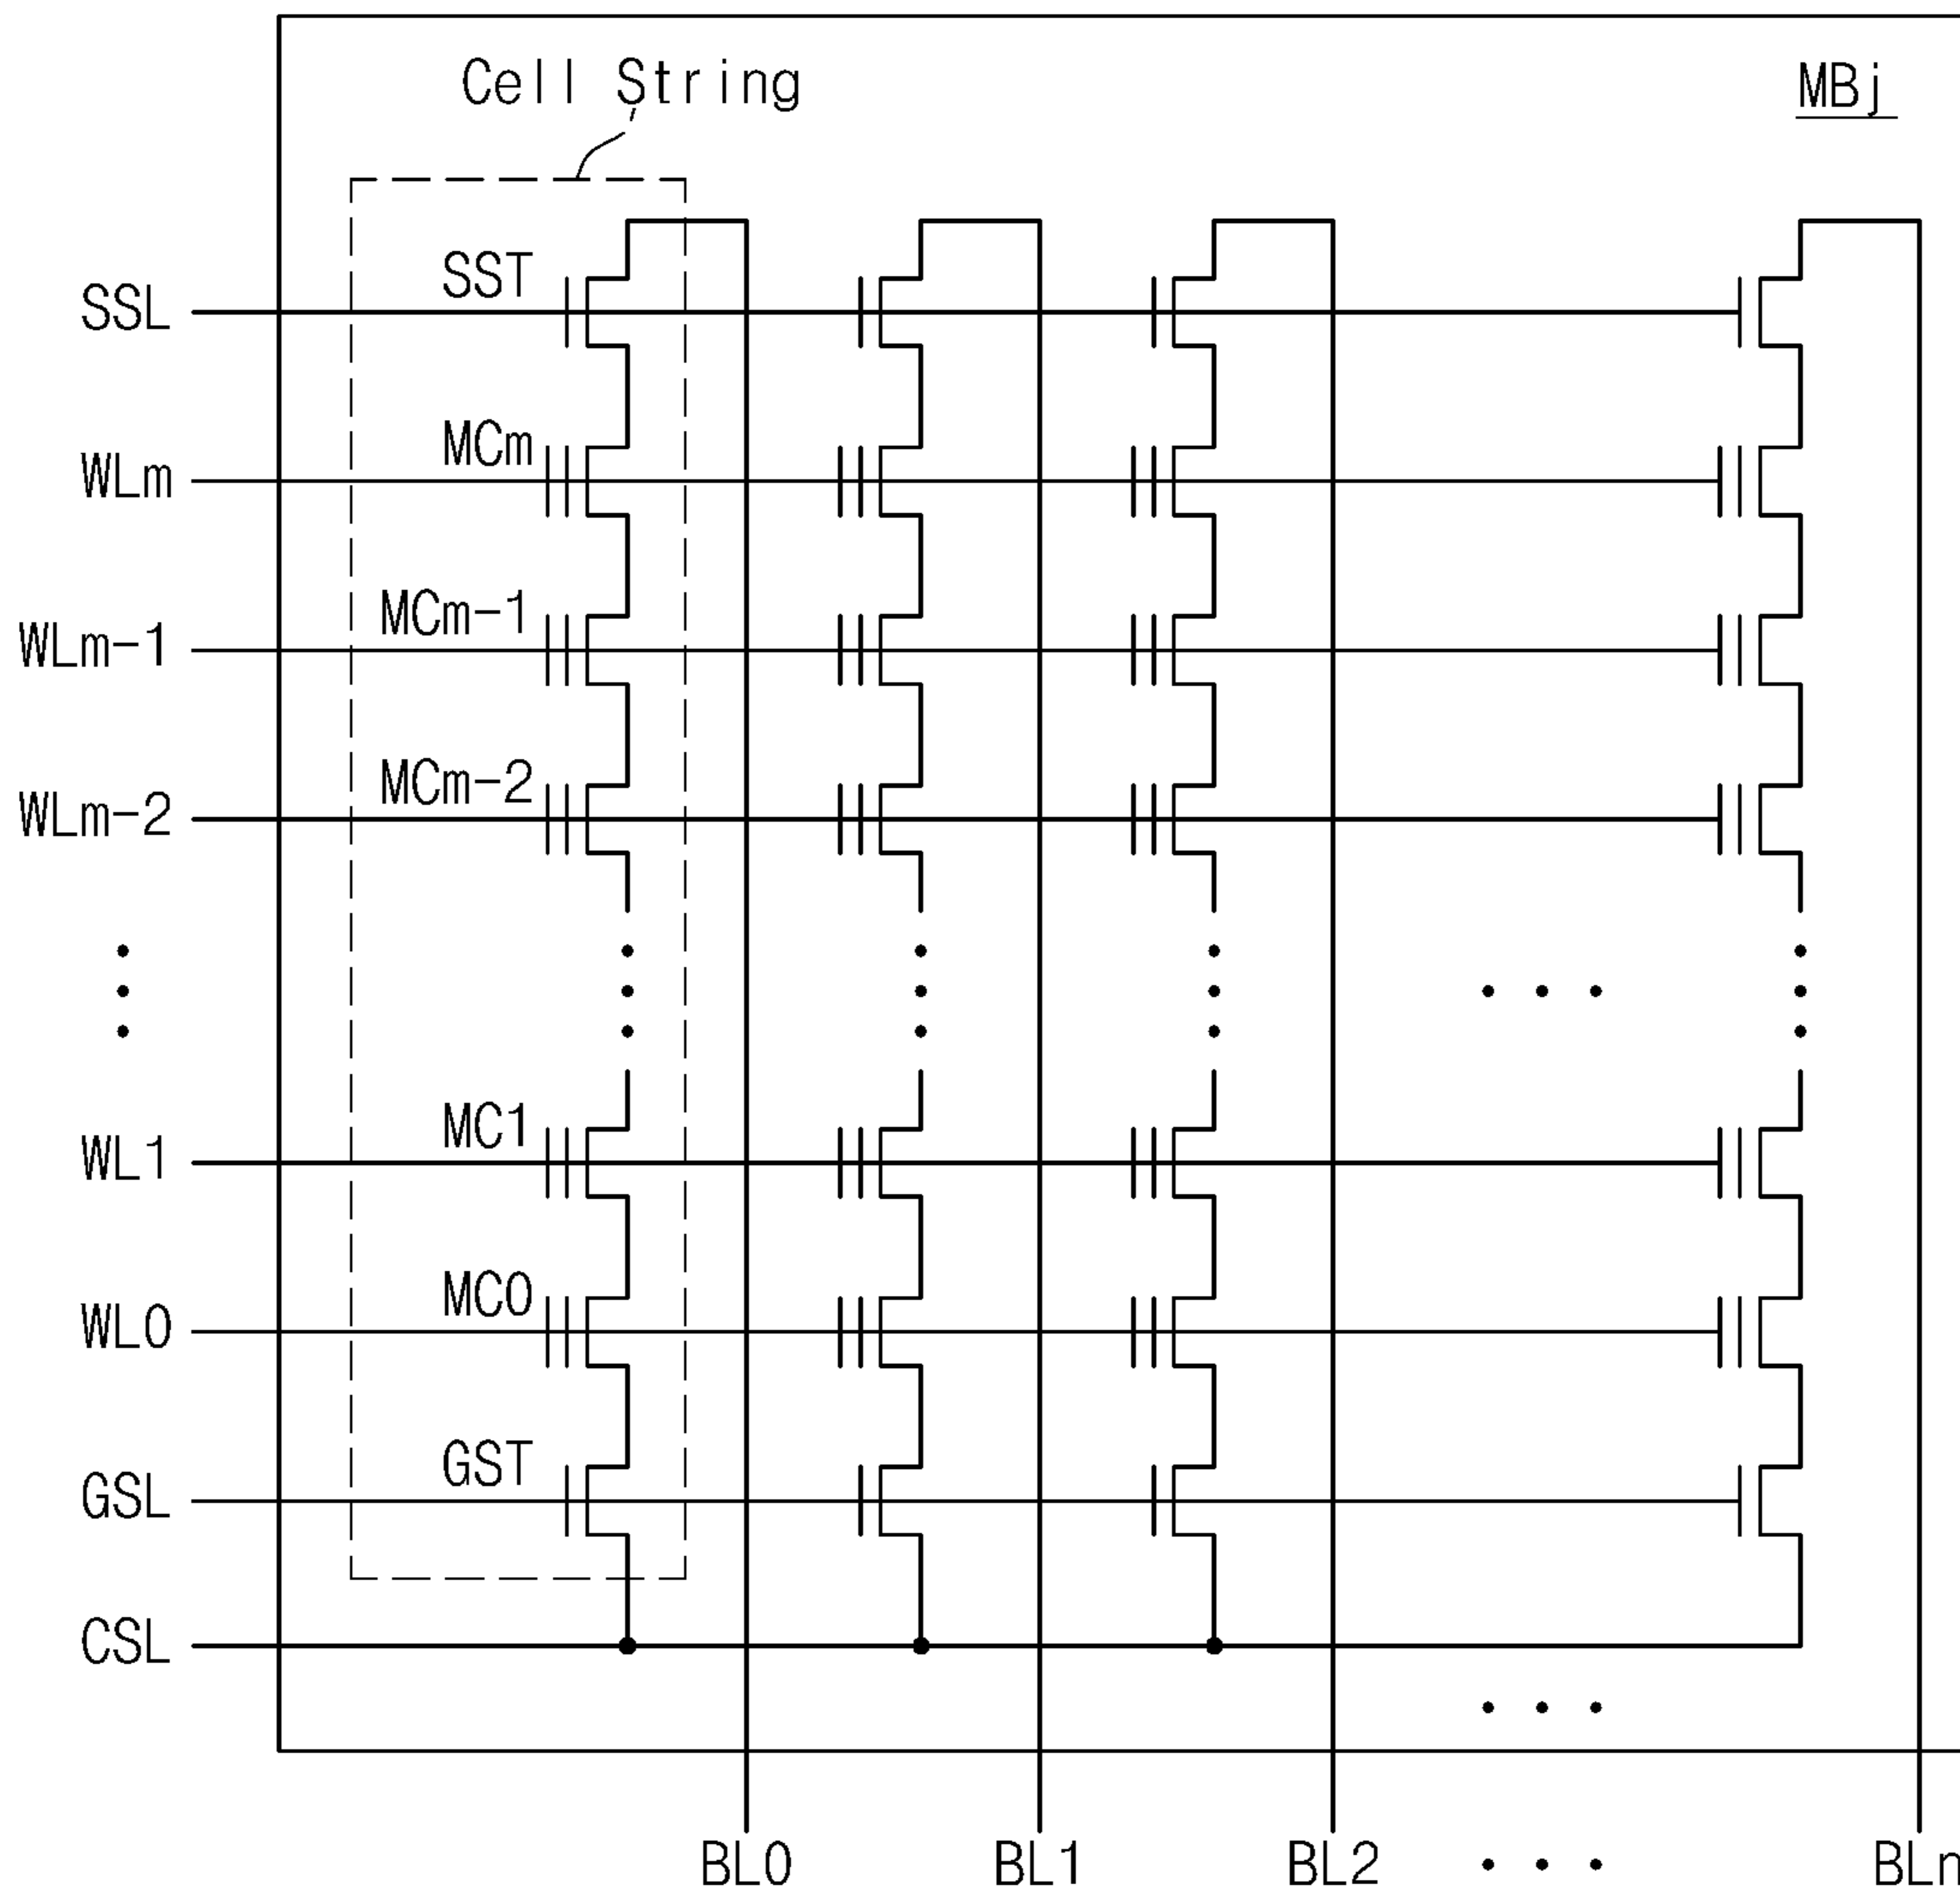 Cell String
MBj
SST
SSL
MCm
WLm
MCm-1
WLm-1
MCm-2
WLm-2
MC1
WL1
MC0
WL0
GST
GSL
CSL
BL0 BL1 BL2 • • • BLn